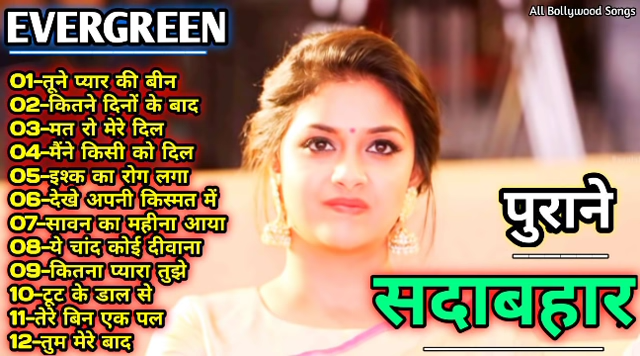 EVERGREEN
All Bollywood Songs
01-तूने प्यार की बीन
02-कितने दिनों के बाद
03-मत रो मेरे दिल
04-मैंने किसी को दिल
05-इश्क का रोग लगा
06-देखे अपनी किस्मत में
07-सावन का महीना आया
08-ये चांद कोई दीवाना
09-कितना प्यारा तुझे
10-टूट के डाल से
11-तेरे बिन एक पल
12-तुम मेरे बाद
पुराने
सदाबहार